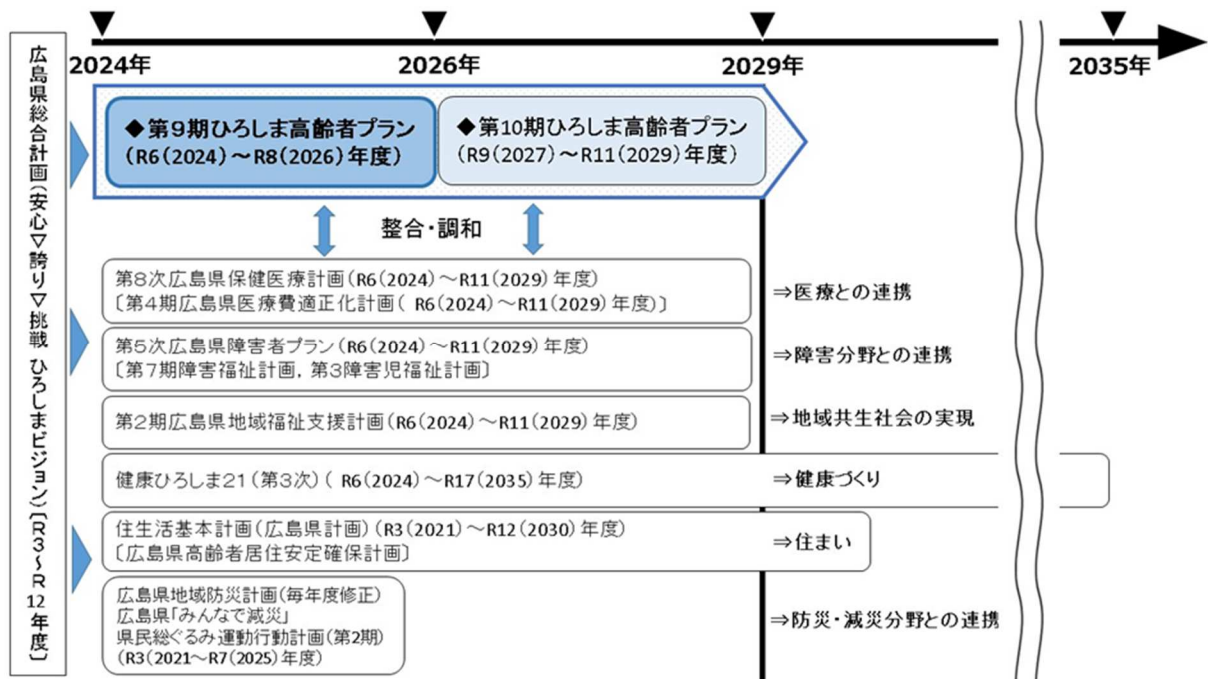 2024年
2026年
2029年
2035年
広島県総合計画(安心▷誇り▷挑戦 ひろしまビジョン)〔R3~R12年度〕
◆第9期ひろしま高齢者プラン
(R6(2024)~R8(2026)年度)
◆第10期ひろしま高齢者プラン
(R9(2027)~R11(2029)年度)
整合・調和
第8次広島県保健医療計画(R6(2024)~R11(2029)年度)
〔第4期広島県医療費適正化計画( R6(2024)~R11(2029)年度)〕
⇒医療との連携
第5次広島県障害者プラン(R6(2024)~R11(2029)年度)
〔第7期障害福祉計画,第3障害児福祉計画〕
⇒障害分野との連携
第2期広島県地域福祉支援計画(R6(2024)~R11(2029)年度)
⇒地域共生社会の実現
健康ひろしま21(第3次)( R6(2024)~R17(2035)年度)
⇒健康づくり
住生活基本計画(広島県計画)(R3(2021)~R12(2030)年度)
〔広島県高齢者居住安定確保計画〕
⇒住まい
広島県地域防災計画(毎年度修正)
広島県「みんなで減災」
県民総ぐるみ運動行動計画(第2期)
(R3(2021~R7(2025)年度)
⇒防災・減災分野との連携